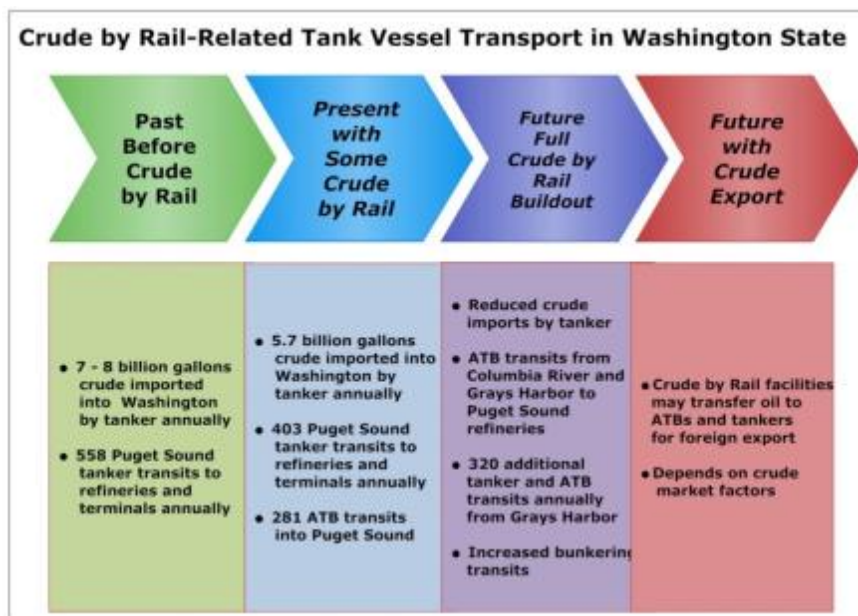 Crude by Rail-Related Tank Vessel Transport in Washington State
Past
Before
Crude
by Rail
Present
with
Some
Crude
by Rail
Future
Full
Crude by
Rail
Buildout
Future
with
Crude
Export
• 7 - 8 billion gallons
crude imported
into Washington
by tanker annually
• 558 Puget Sound
tanker transits to
refineries and
terminals annually
• 5.7 billion gallons
crude imported into
Washington by
tanker annually
• 403 Puget Sound
tanker transits to
refineries and
terminals annually
• 281 ATB transits
into Puget Sound
• Reduced crude
imports by tanker
• ATB transits from
Columbia River and
Grays Harbor to
Puget Sound
refineries
• 320 additional
tanker and ATB
transits annually
from Grays Harbor
• Increased bunkering
transits
• Crude by Rail facilities
may transfer oil to
ATBs and tankers
for foreign export
• Depends on crude
market factors